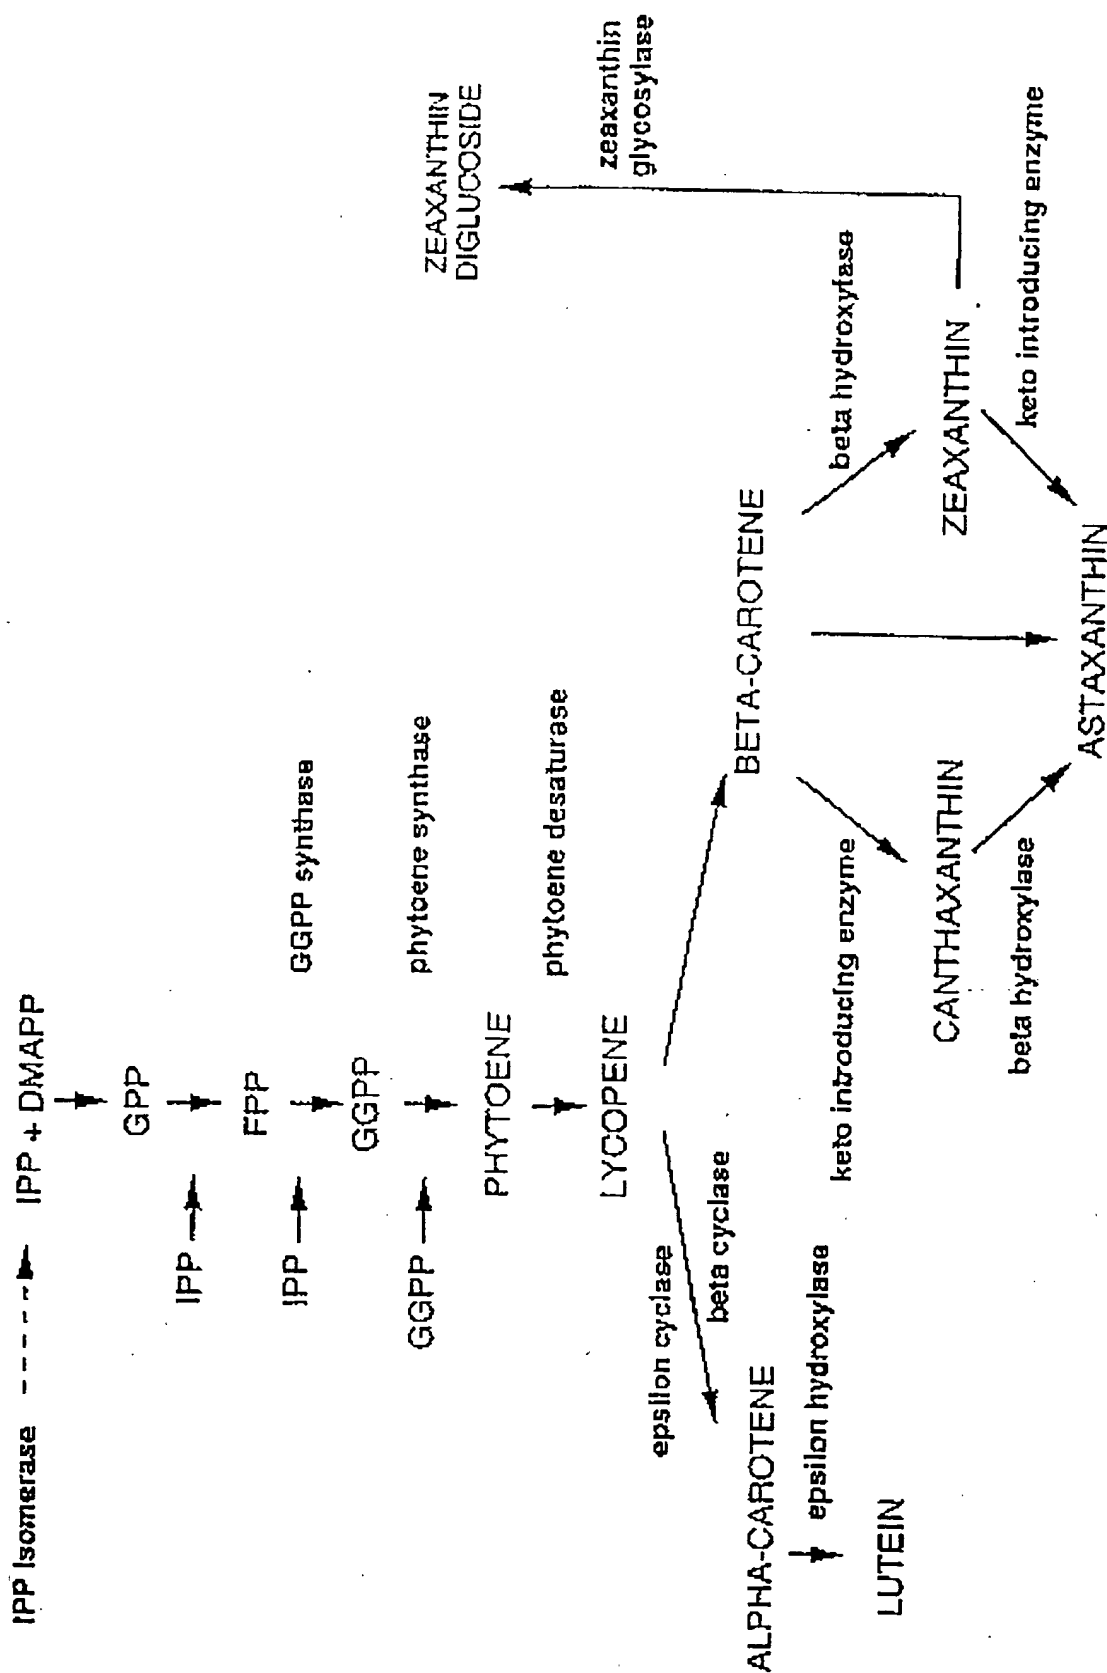 IPP Isomerase
IPP + DMAPP
GPP
IPP
FPP
GGPP synthase
IPP
GGPP
phytoene synthase
GGPP
PHYTOENE
phytoene desaturase
LYCOPENE
epsilon cyclase
beta cyclase
ALPHA-CAROTENE
epsilon hydroxylase
LUTEIN
BETA-CAROTENE
keto introducing enzyme
CANTHAXANTHIN
beta hydroxylase
beta hydroxylase
ZEAXANTHIN
keto introducing enzyme
ASTAXANTHIN
ZEAXANTHIN
DIGLUCOSIDE
zeaxanthin
glycosylase